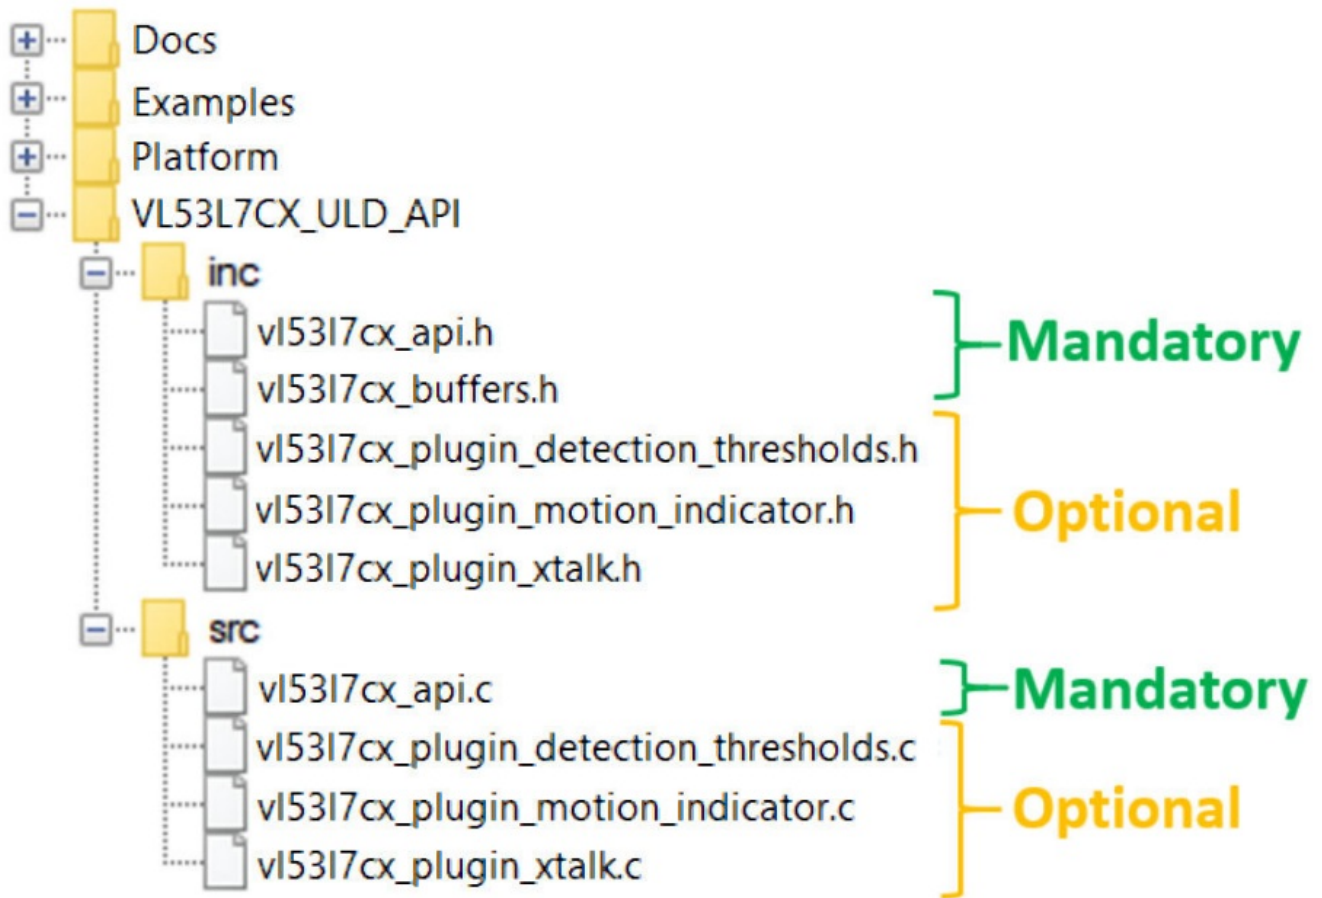 Docs
Examples
Platform
VL53L7CX_ULD_API
inc
vl53l7cx_api.h
vl53l7cx_buffers.h
Mandatory
vl53l7cx_plugin_detection_thresholds.h
vl53l7cx_plugin_motion_indicator.h
vl53l7cx_plugin_xtalk.h
Optional
src
vl53l7cx_api.c
Mandatory
vl53l7cx_plugin_detection_thresholds.c
vl53l7cx_plugin_motion_indicator.c
vl53l7cx_plugin_xtalk.c
Optional